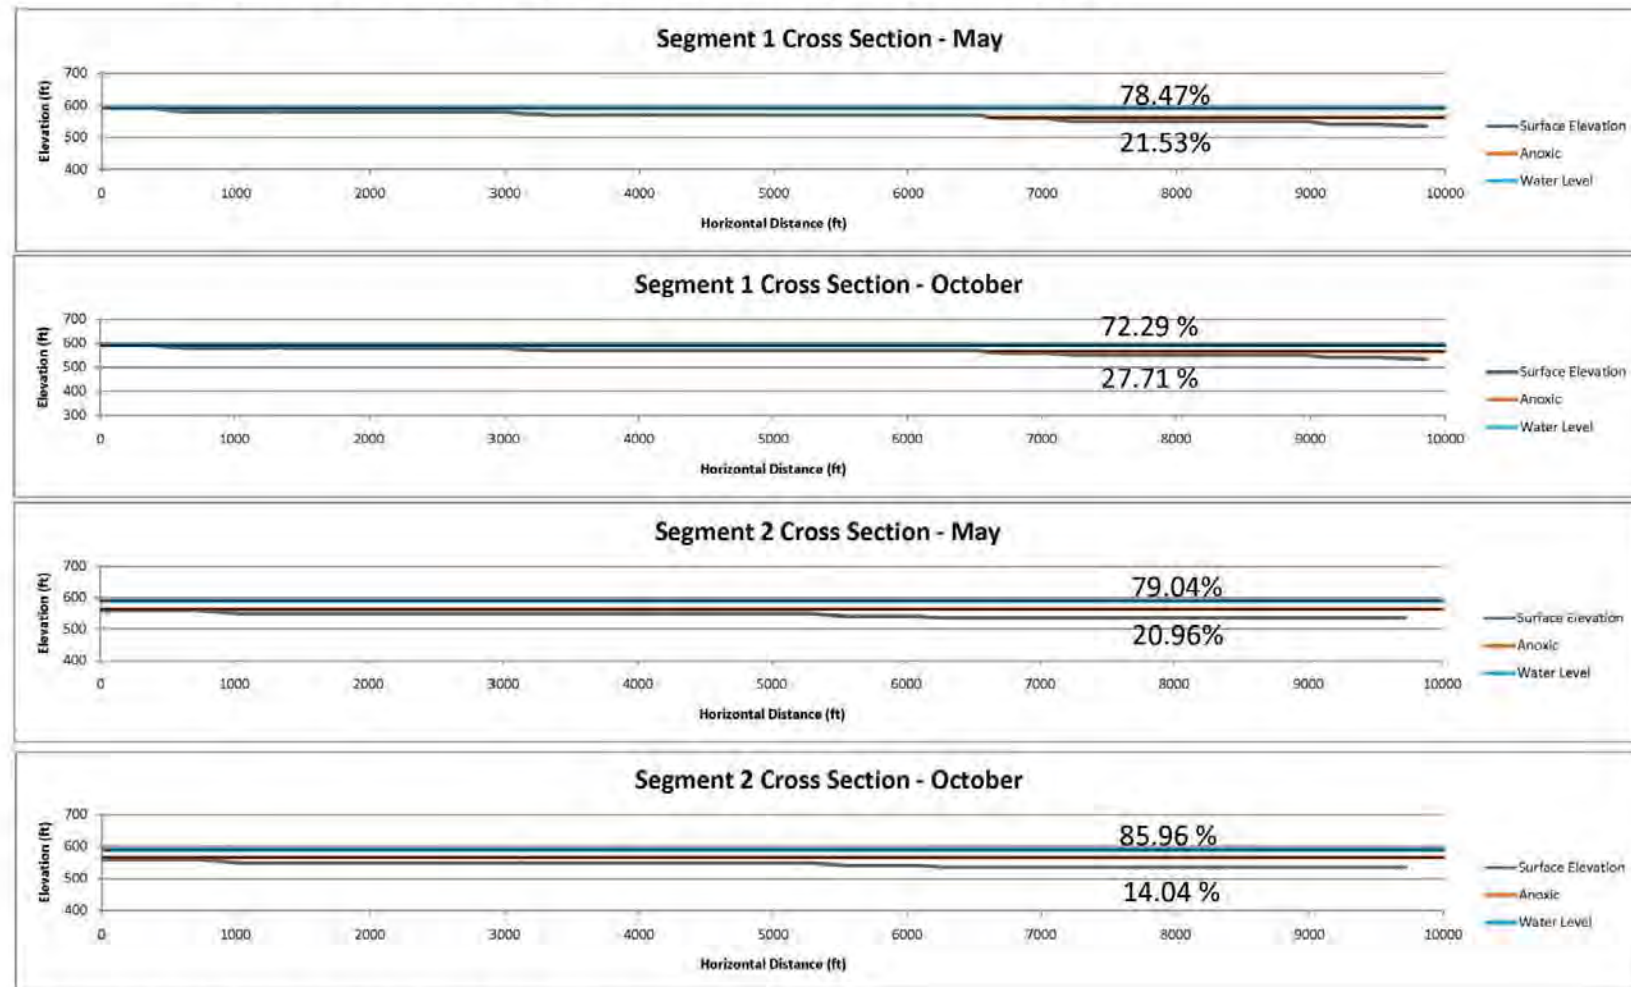 Segment 1 Cross Section - May
700
600
500
400
Elevation (ft)
78.47%
21.53%
0 1000 2000 3000 4000 5000 6000 7000 8000 9000 10000
Horizontal Distance (ft)
Surface Elevation
Anoxic
Water Level
Segment 1 Cross Section - October
700
600
500
400
300
Elevation (ft)
72.29 %
27.71 %
0 1000 2000 3000 4000 5000 6000 7000 8000 9000 10000
Horizontal Distance (ft)
Surface Elevation
Anoxic
Water Level
Segment 2 Cross Section - May
700
600
500
400
Elevation (ft)
79.04%
20.96%
0 1000 2000 3000 4000 5000 6000 7000 8000 9000 10000
Horizontal Distance (ft)
Surface Elevation
Anoxic
Water Level
Segment 2 Cross Section - October
700
600
500
400
Elevation (ft)
85.96 %
14.04 %
0 1000 2000 3000 4000 5000 6000 7000 8000 9000 10000
Horizontal Distance (ft)
Surface Elevation
Anoxic
Water Level